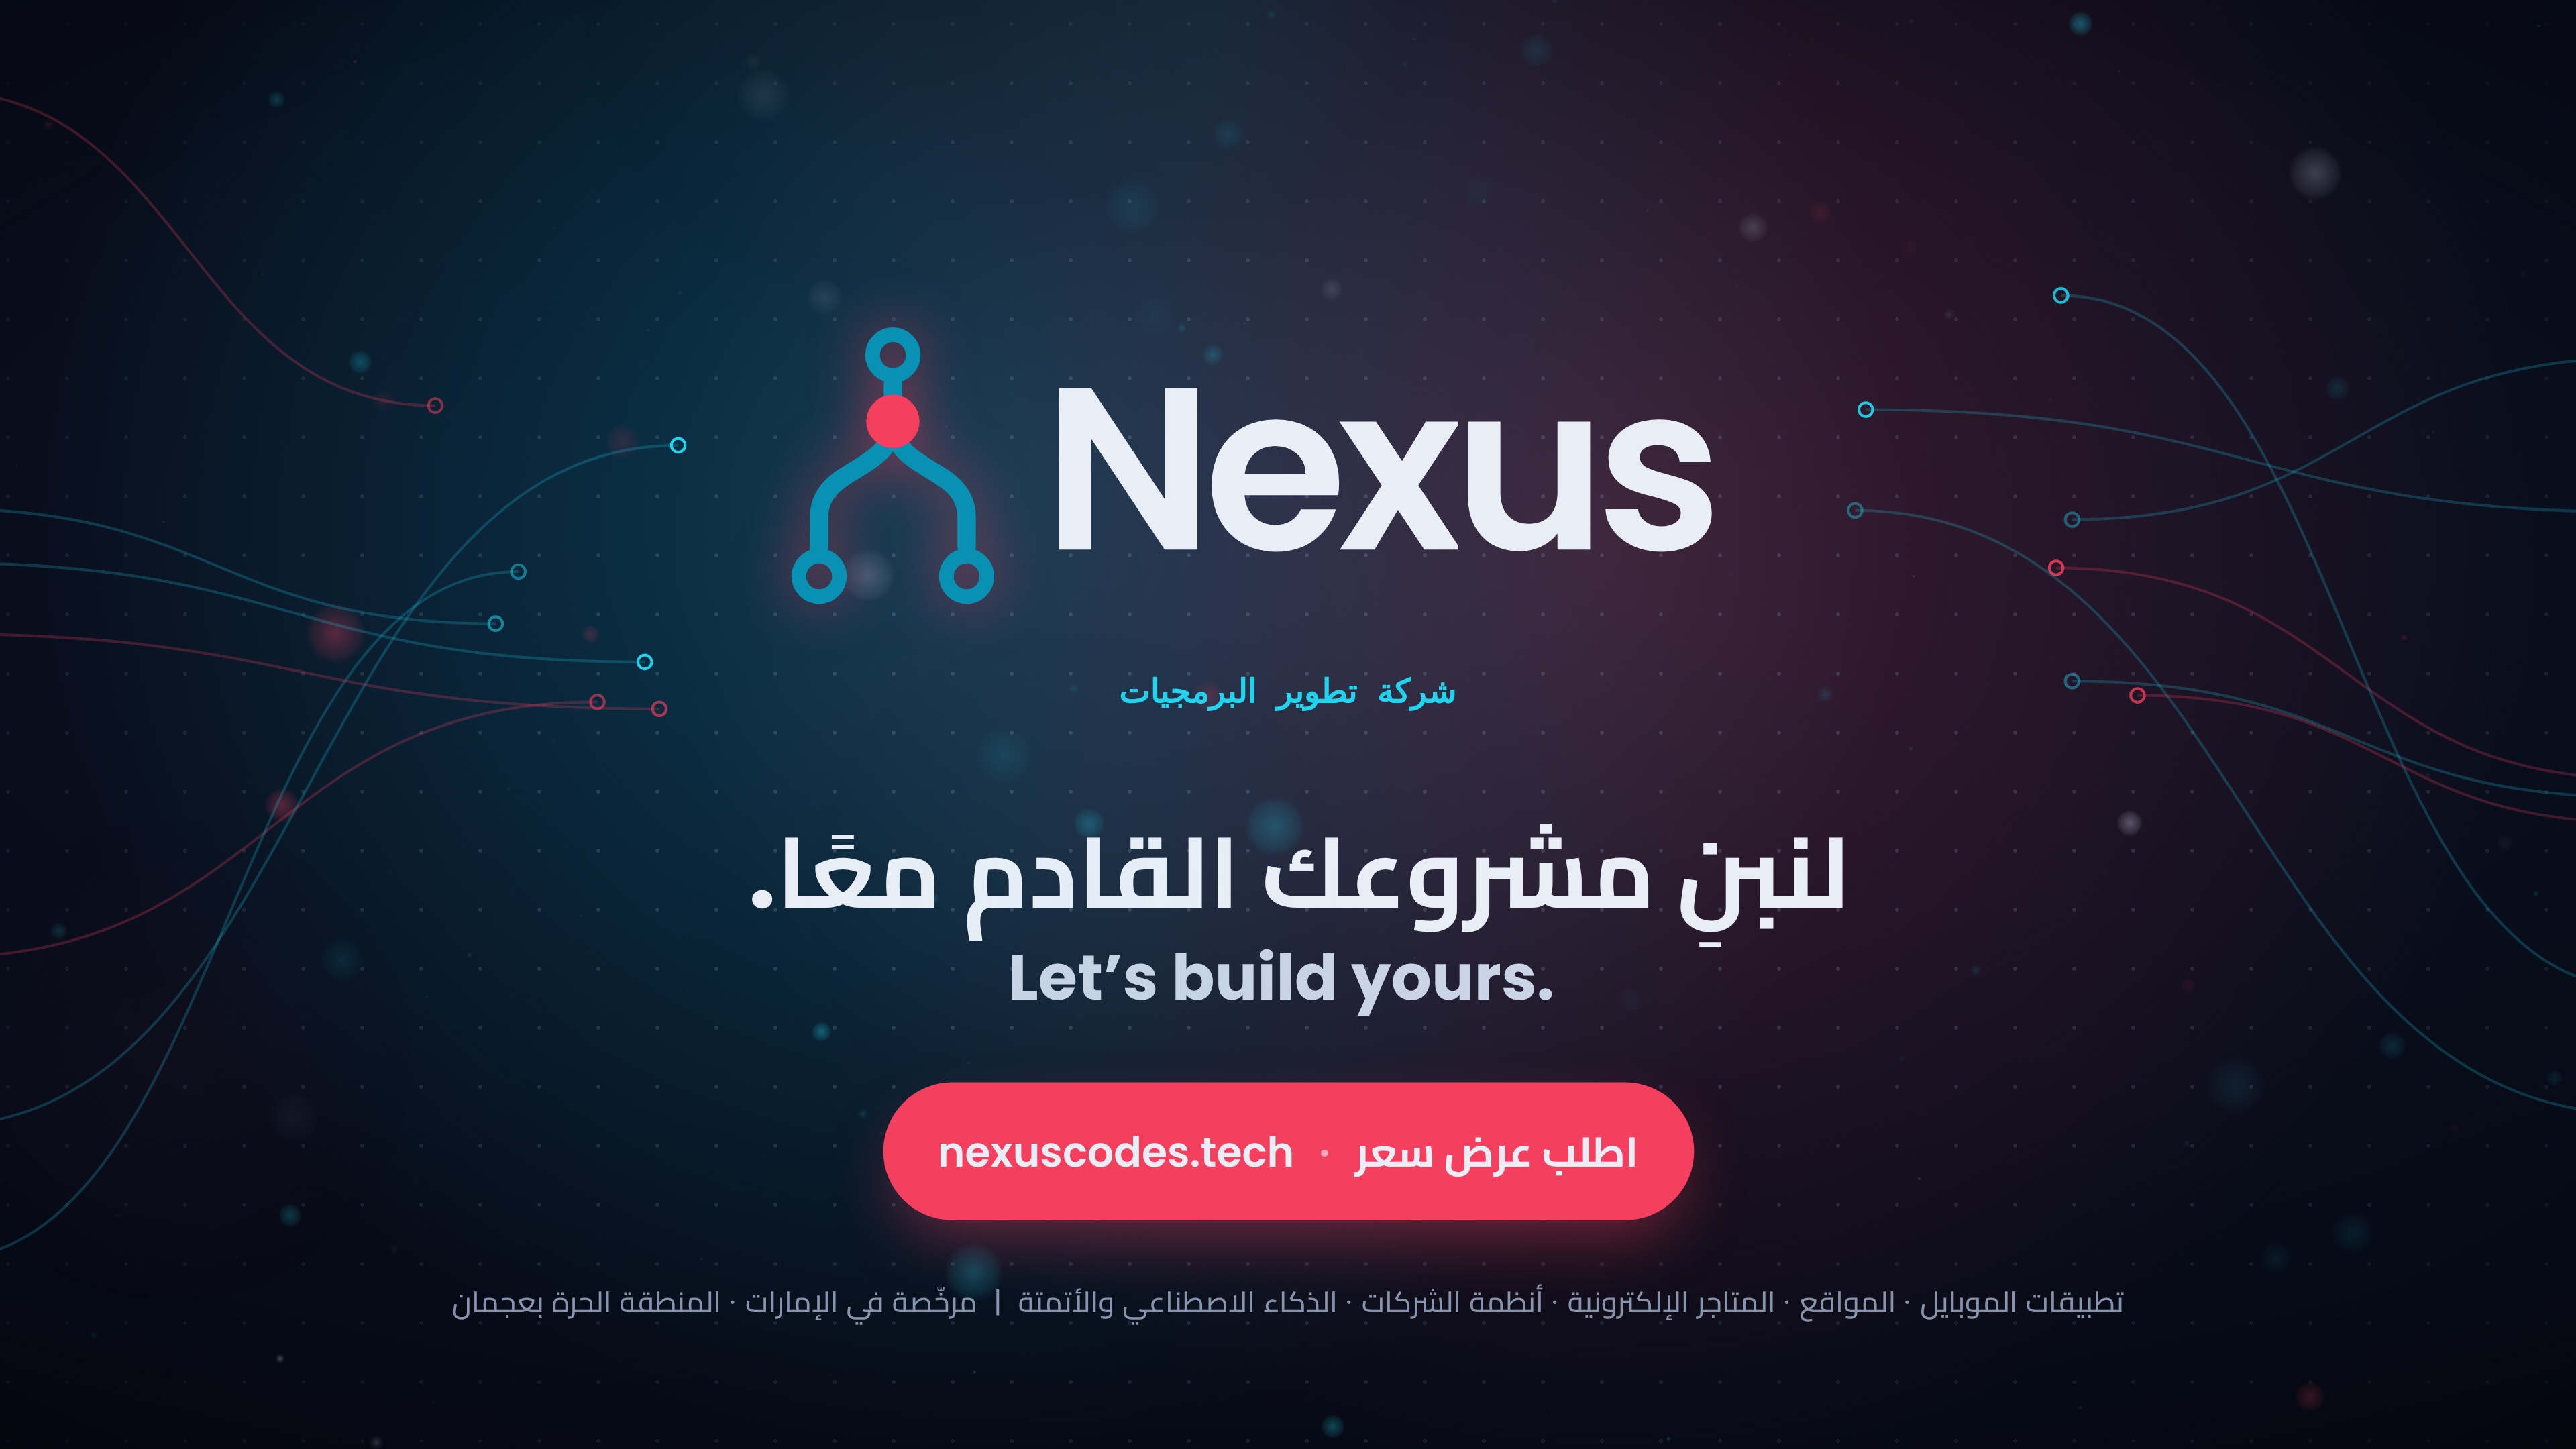 Nexus
شركة تطوير البرمجيات
لنبنِ مشروعك القادم معًا.
Let’s build yours.
اطلب عرض سعر · nexuscodes.tech
تطبيقات الموبايل · المواقع · المتاجر الإلكترونية · أنظمة الشركات · الذكاء الاصطناعي والأتمتة | مرخّصة في الإمارات · المنطقة الحرة بعجمان